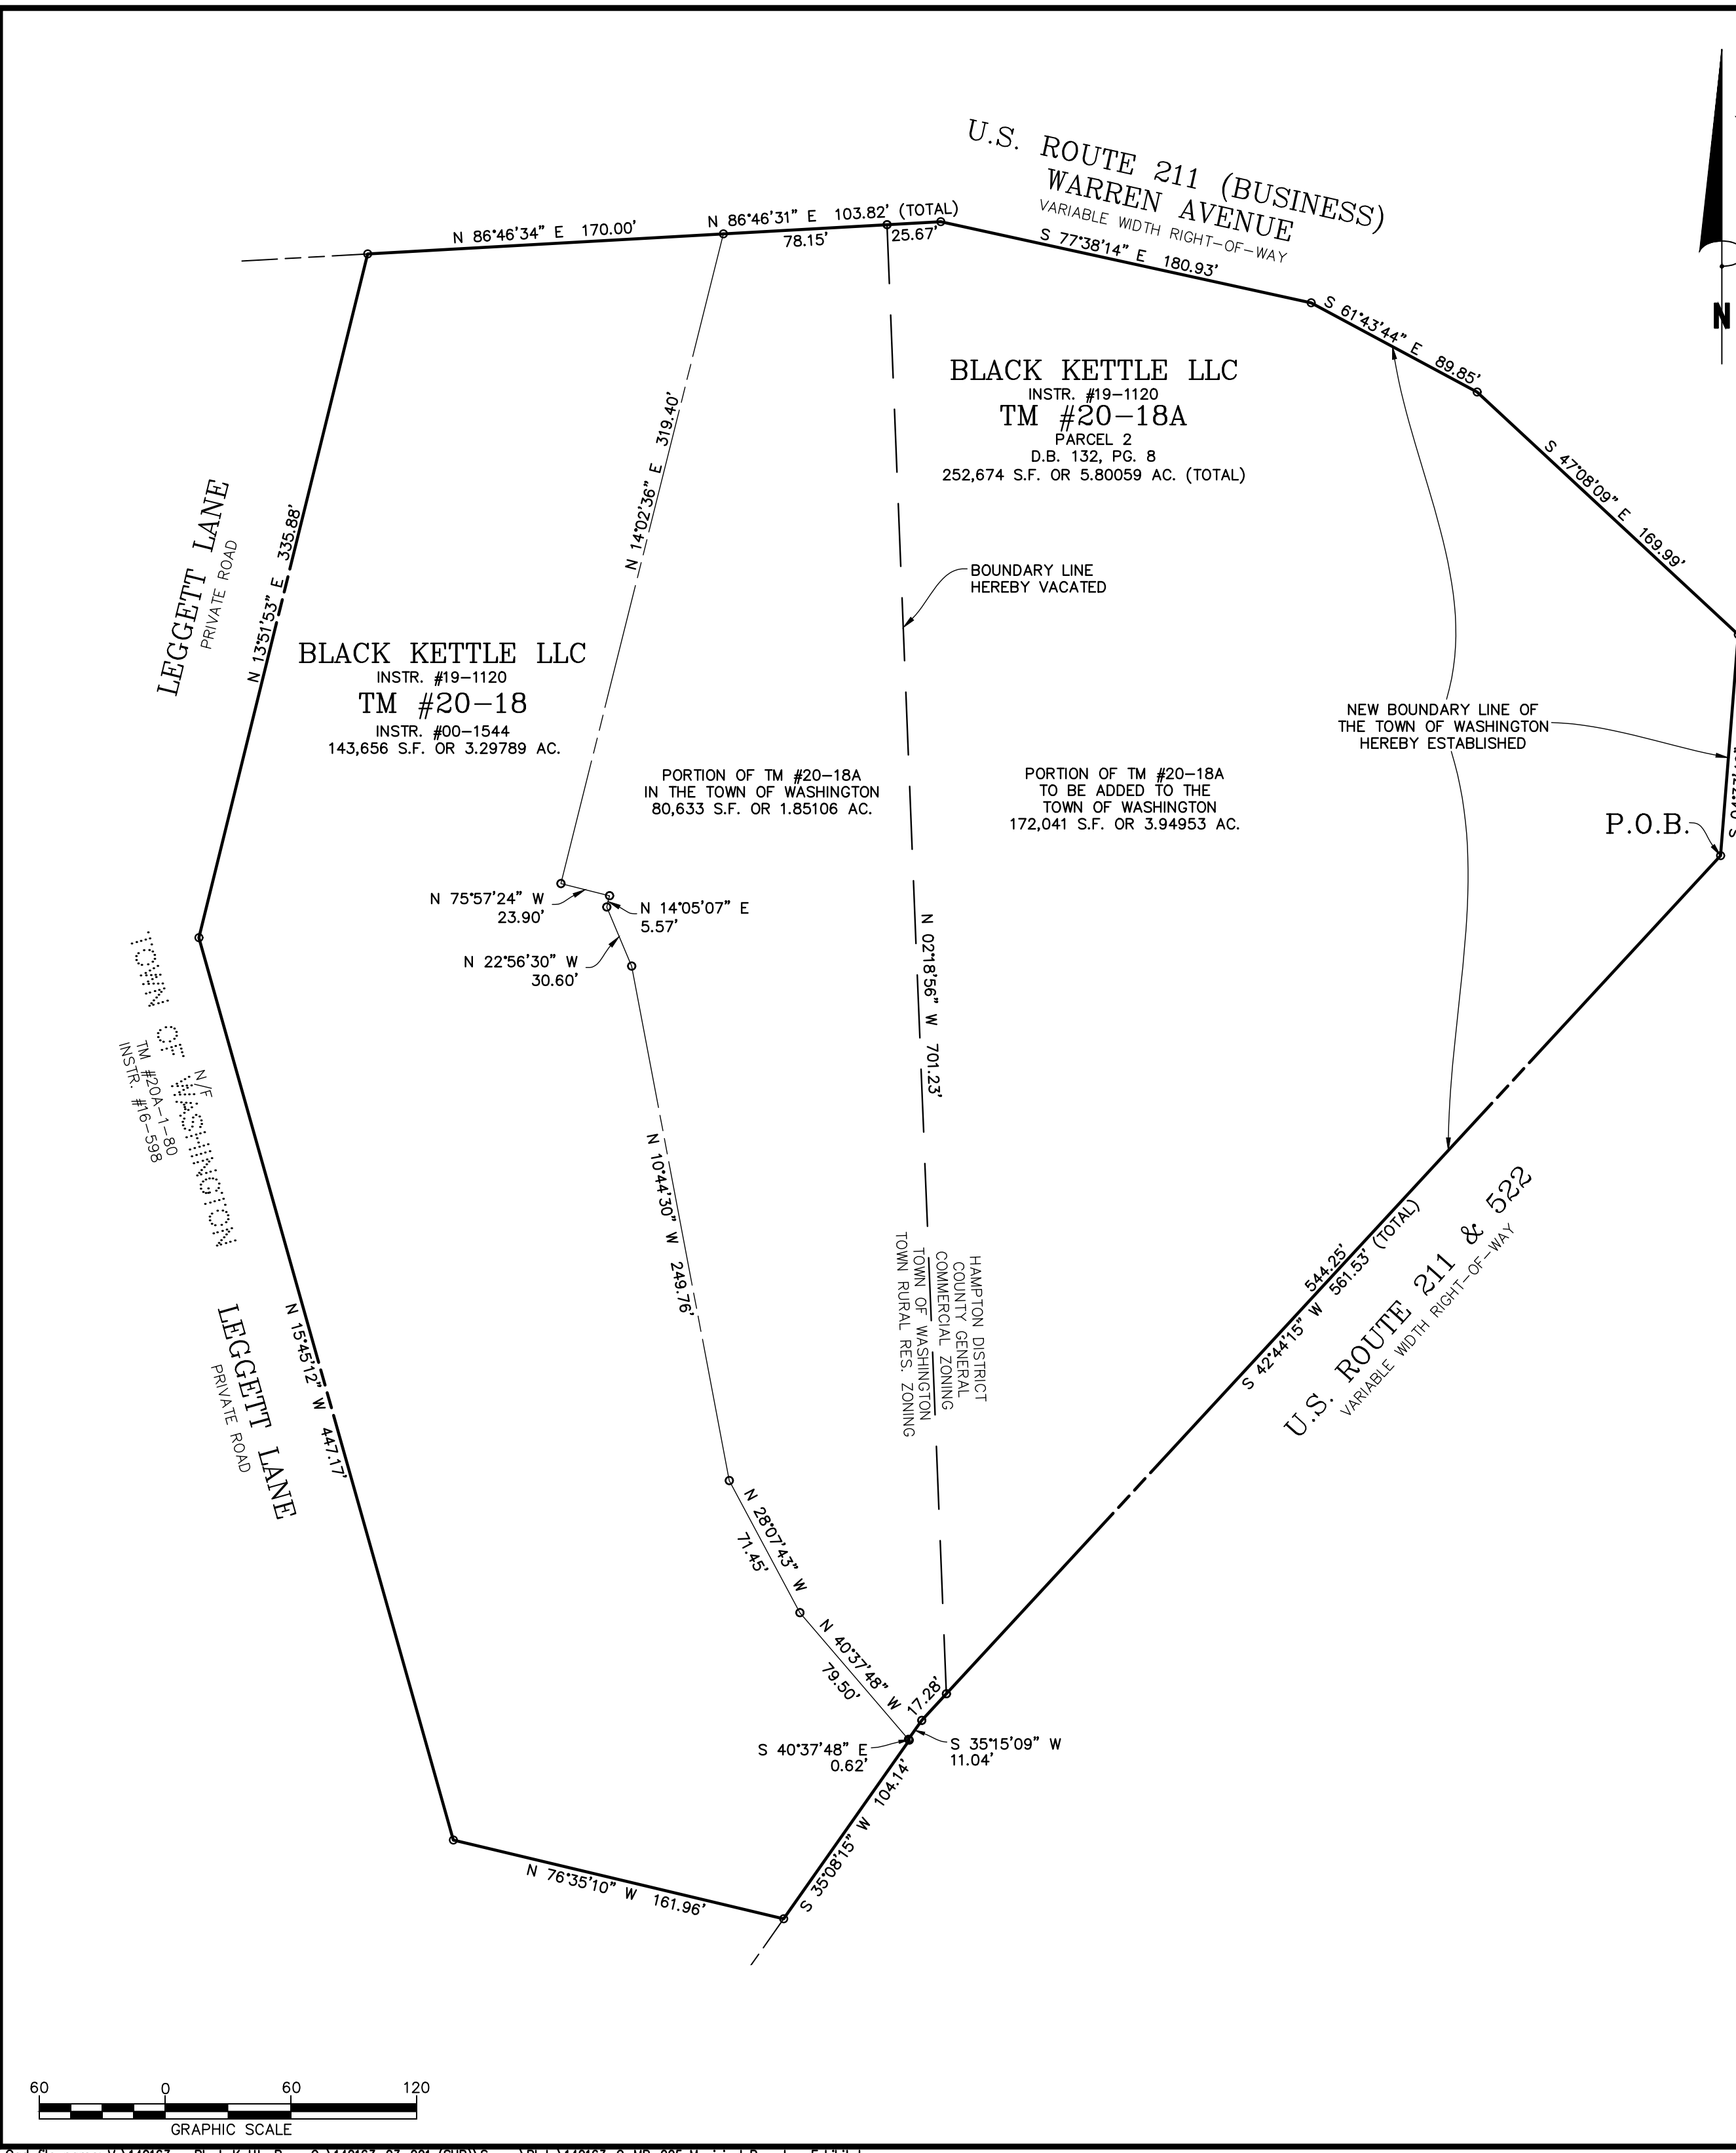 U.S. ROUTE 211 (BUSINESS)
WARREN AVENUE
VARIABLE WIDTH RIGHT-OF-WAY
N 86°46'34" E 170.00'
N 86°46'31" E 103.82' (TOTAL)
78.15'
25.67'
S 77°38'14" E 180.93'
S 61°43'44" E 89.85'
S 47°08'09" E 169.99'
N
BLACK KETTLE LLC
INSTR. #19-1120
TM #20-18A
PARCEL 2
D.B. 132, PG. 8
252,674 S.F. OR 5.80059 AC. (TOTAL)
N 14°02'36" E 319.40'
BOUNDARY LINE
HEREBY VACATED
LEGGETT LANE
PRIVATE ROAD
N 13°51'53" E 335.88'
BLACK KETTLE LLC
INSTR. #19-1120
TM #20-18
INSTR. #00-1544
143,656 S.F. OR 3.29789 AC.
NEW BOUNDARY LINE OF
THE TOWN OF WASHINGTON
HEREBY ESTABLISHED
PORTION OF TM #20-18A
IN THE TOWN OF WASHINGTON
80,633 S.F. OR 1.85106 AC.
PORTION OF TM #20-18A
TO BE ADDED TO THE
TOWN OF WASHINGTON
172,041 S.F. OR 3.94953 AC.
P.O.B.
N 75°57'24" W
23.90'
N 14°05'07" E
5.57'
N 22°56'30" W
30.60'
N 02°18'56" W 701.23'
N/F
TOWN OF WASHINGTON
TM #20A-1-80
INSTR. #16-598
N 10°44'30" W 249.76'
HAMPTON DISTRICT
COUNTY GENERAL
COMMERCIAL ZONING
TOWN OF WASHINGTON
TOWN RURAL RES. ZONING
544.25'
S 42°44'15" W 561.53' (TOTAL)
U.S. ROUTE 211 & 522
VARIABLE WIDTH RIGHT-OF-WAY
N 15°45'12" W 447.17'
LEGGETT LANE
PRIVATE ROAD
N 28°07'43" W
71.45'
N 40°37'48" W
79.50'
17.28'
S 40°37'48" E
0.62'
S 35°15'09" W
11.04'
S 35°08'15" W 104.14'
N 76°35'10" W 161.96'
60 0 60 120
GRAPHIC SCALE